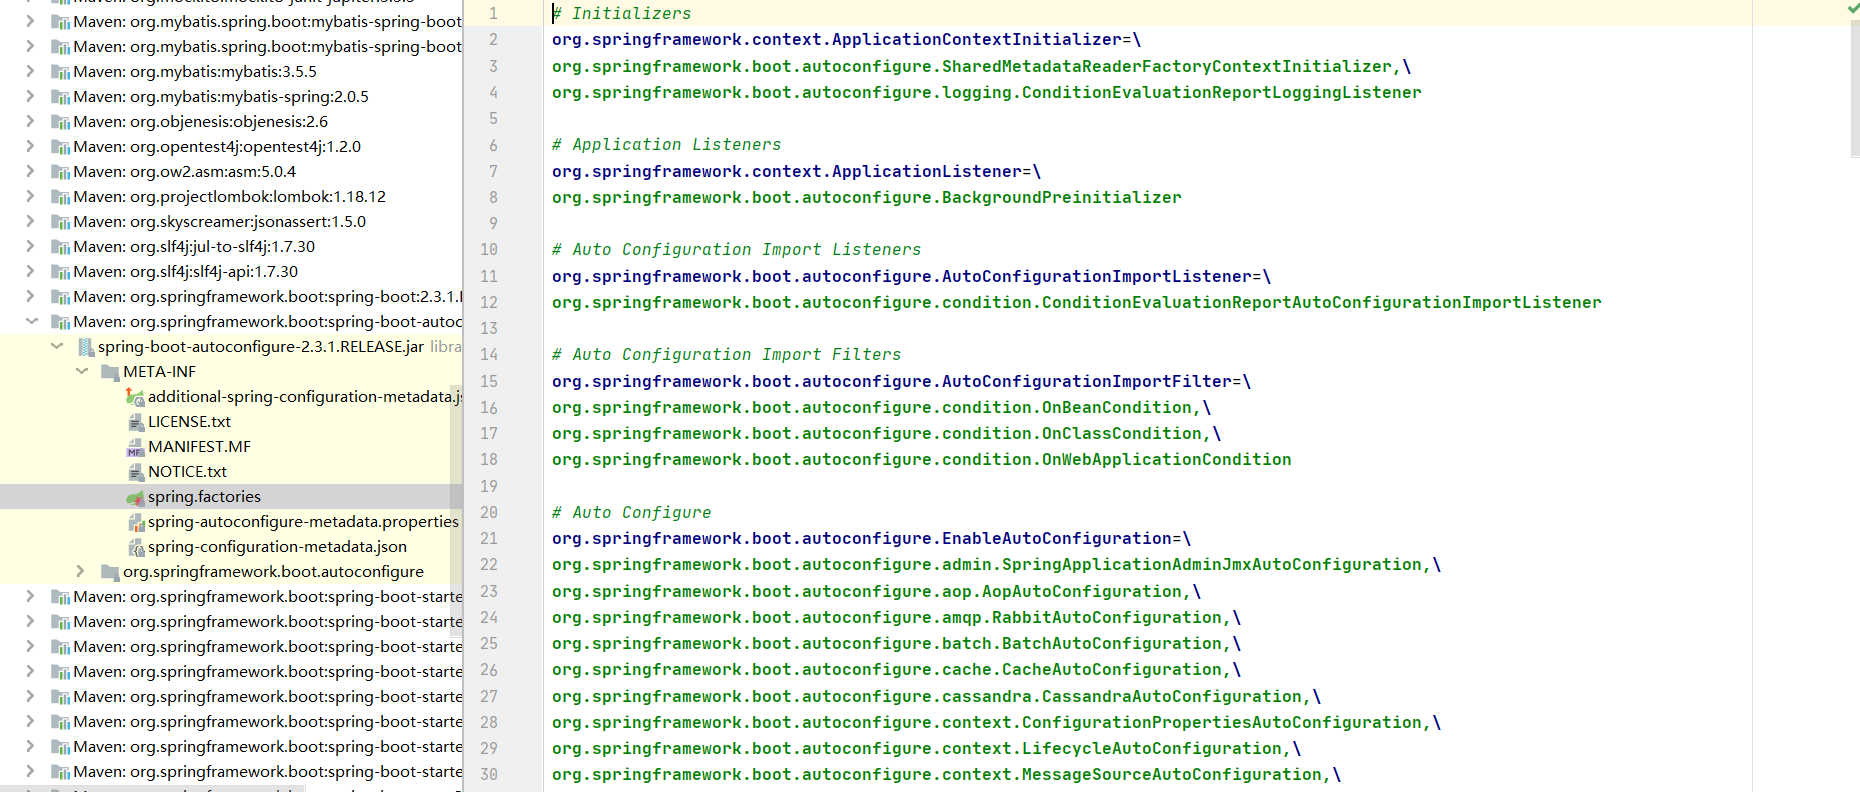 Maven: org.mybatis.spring.boot:mybatis-spring-boot
Maven: org.mybatis.spring.boot:mybatis-spring-boot
Maven: org.mybatis:mybatis:3.5.5
Maven: org.mybatis:mybatis-spring:2.0.5
Maven: org.objenesis:objenesis:2.6
Maven: org.opentest4j:opentest4j:1.2.0
Maven: org.ow2.asm:asm:5.0.4
Maven: org.projectlombok:lombok:1.18.12
Maven: org.skyscreamer:jsonassert:1.5.0
Maven: org.slf4j:jul-to-slf4j:1.7.30
Maven: org.slf4j:slf4j-api:1.7.30
Maven: org.springframework.boot:spring-boot:2.3.1.
Maven: org.springframework.boot:spring-boot-autoc
spring-boot-autoconfigure-2.3.1.RELEASE.jar libra
META-INF
additional-spring-configuration-metadata.js
LICENSE.txt
MANIFEST.MF
NOTICE.txt
spring.factories
spring-autoconfigure-metadata.properties
spring-configuration-metadata.json
org.springframework.boot.autoconfigure
Maven: org.springframework.boot:spring-boot-starte
Maven: org.springframework.boot:spring-boot-starte
Maven: org.springframework.boot:spring-boot-starte
Maven: org.springframework.boot:spring-boot-starte
Maven: org.springframework.boot:spring-boot-starte
Maven: org.springframework.boot:spring-boot-starte
Maven: org.springframework.boot:spring-boot-starte
Maven: org.springframework.boot:spring-boot-starte
1 # Initializers
2 org.springframework.context.ApplicationContextInitializer=\
3 org.springframework.boot.autoconfigure.SharedMetadataReaderFactoryContextInitializer,\
4 org.springframework.boot.autoconfigure.logging.ConditionEvaluationReportLoggingListener
5
6 # Application Listeners
7 org.springframework.context.ApplicationListener=\
8 org.springframework.boot.autoconfigure.BackgroundPreinitializer
9
10 # Auto Configuration Import Listeners
11 org.springframework.boot.autoconfigure.AutoConfigurationImportListener=\
12 org.springframework.boot.autoconfigure.condition.ConditionEvaluationReportAutoConfigurationImportListener
13
14 # Auto Configuration Import Filters
15 org.springframework.boot.autoconfigure.AutoConfigurationImportFilter=\
16 org.springframework.boot.autoconfigure.condition.OnBeanCondition,\
17 org.springframework.boot.autoconfigure.condition.OnClassCondition,\
18 org.springframework.boot.autoconfigure.condition.OnWebApplicationCondition
19
20 # Auto Configure
21 org.springframework.boot.autoconfigure.EnableAutoConfiguration=\
22 org.springframework.boot.autoconfigure.admin.SpringApplicationAdminJmxAutoConfiguration,\
23 org.springframework.boot.autoconfigure.aop.AopAutoConfiguration,\
24 org.springframework.boot.autoconfigure.amqp.RabbitAutoConfiguration,\
25 org.springframework.boot.autoconfigure.batch.BatchAutoConfiguration,\
26 org.springframework.boot.autoconfigure.cache.CacheAutoConfiguration,\
27 org.springframework.boot.autoconfigure.cassandra.CassandraAutoConfiguration,\
28 org.springframework.boot.autoconfigure.context.ConfigurationPropertiesAutoConfiguration,\
29 org.springframework.boot.autoconfigure.context.LifecycleAutoConfiguration,\
30 org.springframework.boot.autoconfigure.context.MessageSourceAutoConfiguration,\